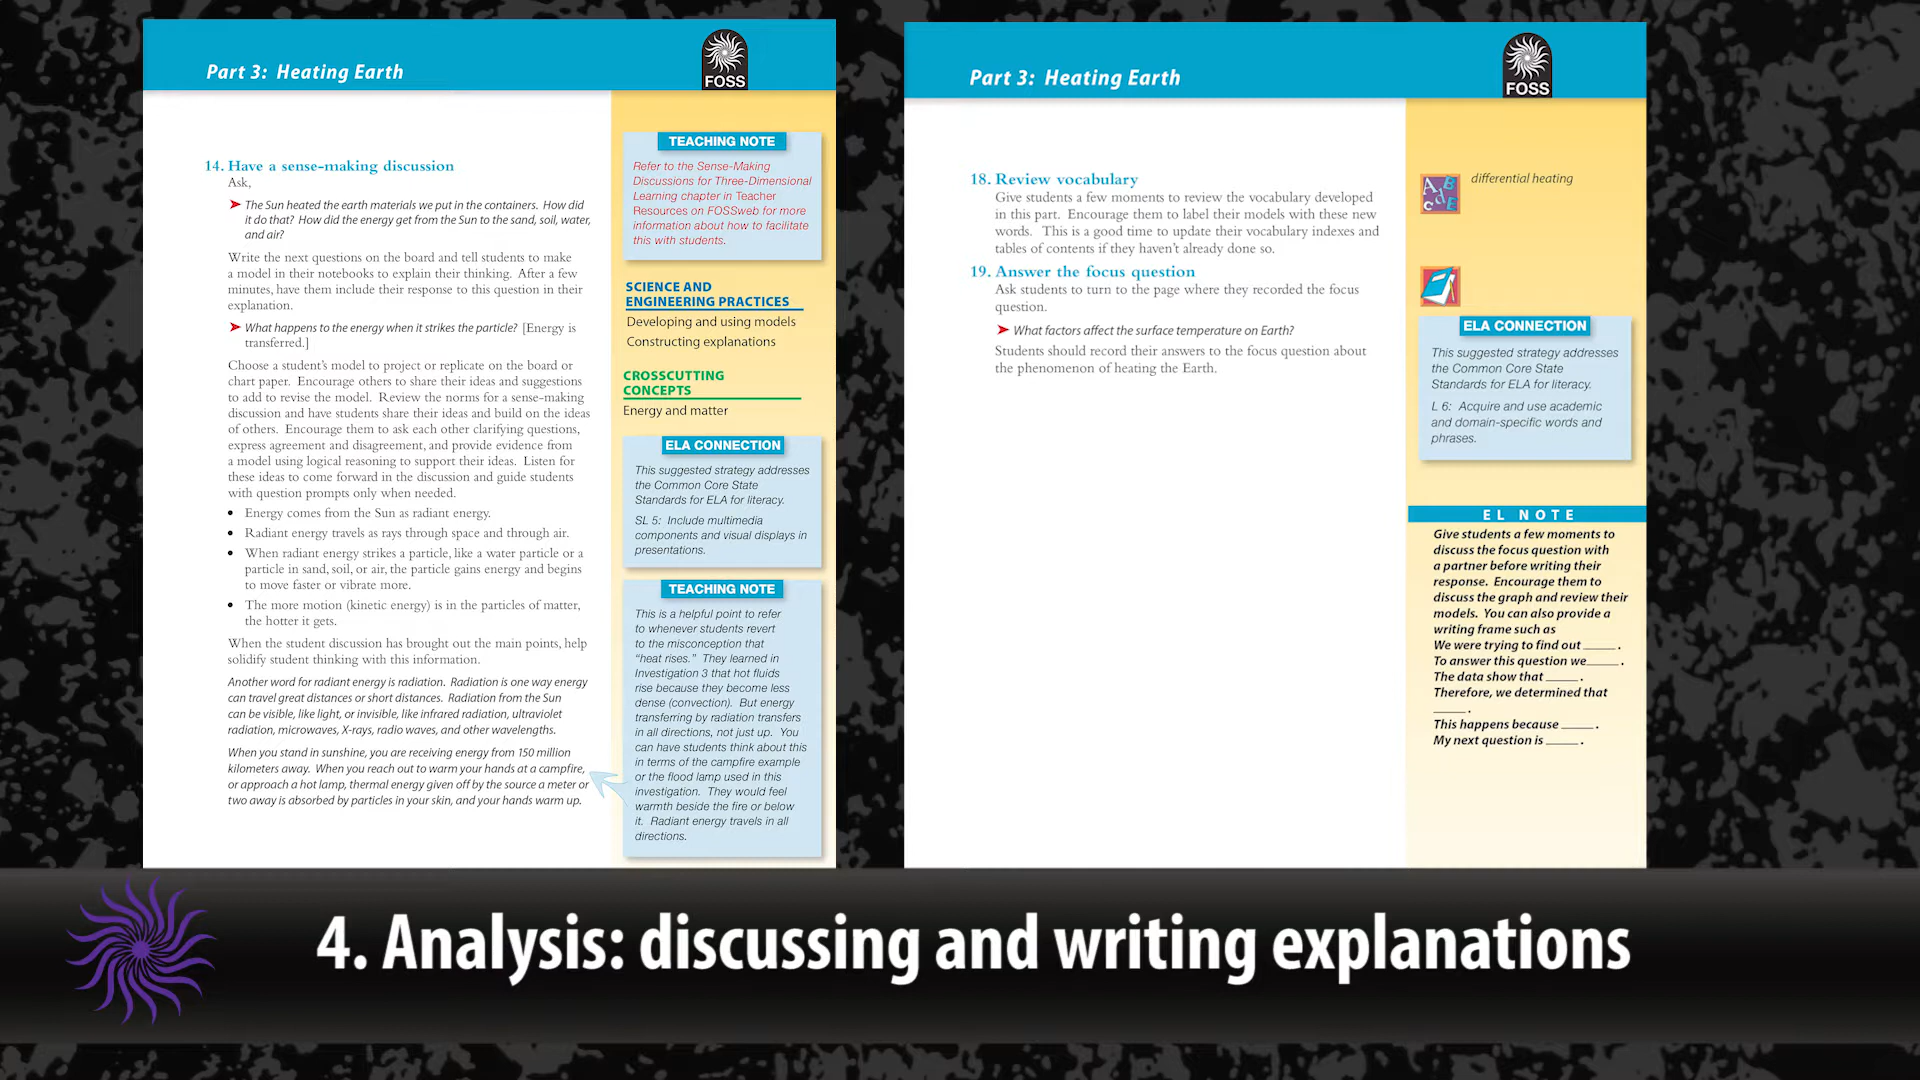 Part 3: Heating Earth
FOSS
14. Have a sense-making discussion
Ask,
The Sun heated the earth materials we put in the containers. How did
it do that? How did the energy get from the Sun to the sand, soil, water,
and air?
Write the next questions on the board and tell students to make
a model in their notebooks to explain their thinking. After a few
minutes, have them include their response to this question in their
explanation.
What happens to the energy when it strikes the particle? [Energy is
transferred.]
Choose a student's model to project or replicate on the board or
chart paper. Encourage others to share their ideas and suggestions
to add to revise the model. Review the norms for a sense-making
discussion and have students share their ideas and build on the ideas
of others. Encourage them to ask each other clarifying questions,
express agreement and disagreement, and provide evidence from
a model using logical reasoning to support their ideas. Listen for
these ideas to come forward in the discussion and guide students
with question prompts only when needed.
• Energy comes from the Sun as radiant energy.
• Radiant energy travels as rays through space and through air.
• When radiant energy strikes a particle, like a water particle or a
particle in sand, soil, or air, the particle gains energy and begins
to move faster or vibrate more.
• The more motion (kinetic energy) is in the particles of matter,
the hotter it gets.
When the student discussion has brought out the main points, help
solidify student thinking with this information.
Another word for radiant energy is radiation. Radiation is one way energy
can travel great distances or short distances. Radiation from the Sun
can be visible, like light, or invisible, like infrared radiation, ultraviolet
radiation, microwaves, X-rays, radio waves, and other wavelengths.
When you stand in sunshine, you are receiving energy from 150 million
kilometers away. When you reach out to warm your hands at a campfire,
or approach a hot lamp, thermal energy given off by the source a meter or
two away is absorbed by particles in your skin, and your hands warm up.
TEACHING NOTE
Refer to the Sense-Making
Discussions for Three-Dimensional
Learning chapter in Teacher
Resources on FOSSweb for more
information about how to facilitate
this with students.
SCIENCE AND
ENGINEERING PRACTICES
Developing and using models
Constructing explanations
CROSSCUTTING
CONCEPTS
Energy and matter
ELA CONNECTION
This suggested strategy addresses
the Common Core State
Standards for ELA for literacy.
SL 5: Include multimedia
components and visual displays in
presentations.
TEACHING NOTE
This is a helpful point to refer
to whenever students revert
to the misconception that
"heat rises." They learned in
Investigation 3 that hot fluids
rise because they become less
dense (convection). But energy
transferring by radiation transfers
in all directions, not just up. You
can have students think about this
in terms of the campfire example
or the flood lamp used in this
investigation. They would feel
warmth beside the fire or below
it. Radiant energy travels in all
directions.
Part 3: Heating Earth
FOSS
18. Review vocabulary
Give students a few moments to review the vocabulary developed
in this part. Encourage them to label their models with these new
words. This is a good time to update their vocabulary indexes and
tables of contents if they haven't already done so.
19. Answer the focus question
Ask students to turn to the page where they recorded the focus
question.
What factors affect the surface temperature on Earth?
Students should record their answers to the focus question about
the phenomenon of heating the Earth.
differential heating
ELA CONNECTION
This suggested strategy addresses
the Common Core State
Standards for ELA for literacy.
L 6: Acquire and use academic
and domain-specific words and
phrases.
EL NOTE
Give students a few moments to
discuss the focus question with
a partner before writing their
response. Encourage them to
discuss the graph and review their
models. You can also provide a
writing frame such as
We were trying to find out _____ .
To answer this question we_____ .
The data show that _____ .
Therefore, we determined that
_____ .
This happens because _____ .
My next question is _____ .
4. Analysis: discussing and writing explanations